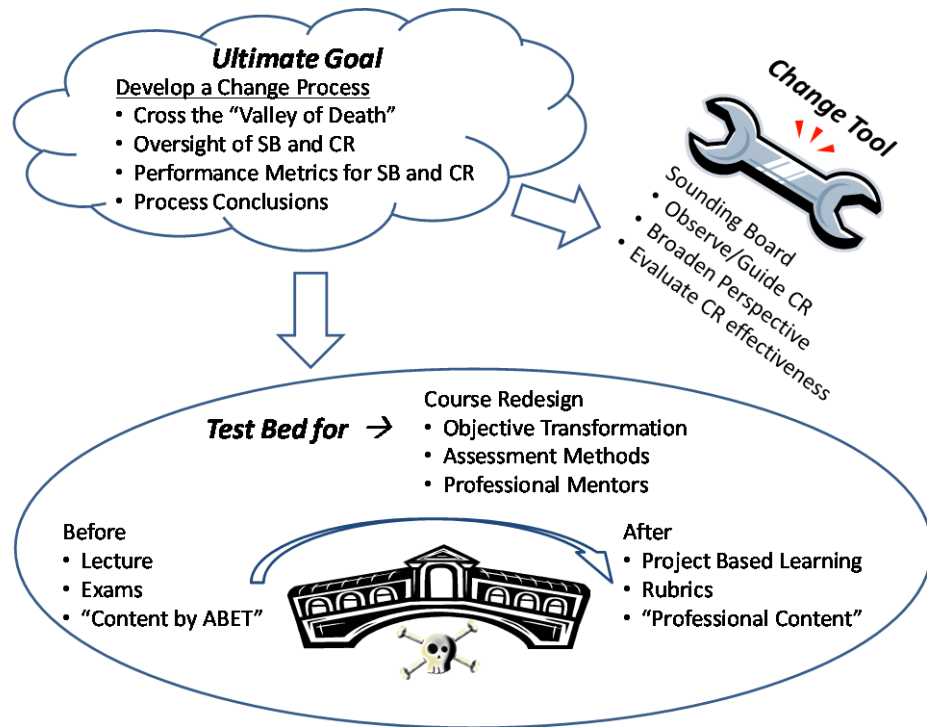 Ultimate Goal
Develop a Change Process
• Cross the “Valley of Death”
• Oversight of SB and CR
• Performance Metrics for SB and CR
• Process Conclusions
Change Tool
Sounding Board
• Observe/Guide CR
• Broaden Perspective
• Evaluate CR effectiveness
Test Bed for →
Course Redesign
• Objective Transformation
• Assessment Methods
• Professional Mentors
Before
• Lecture
• Exams
• “Content by ABET”
After
• Project Based Learning
• Rubrics
• “Professional Content”